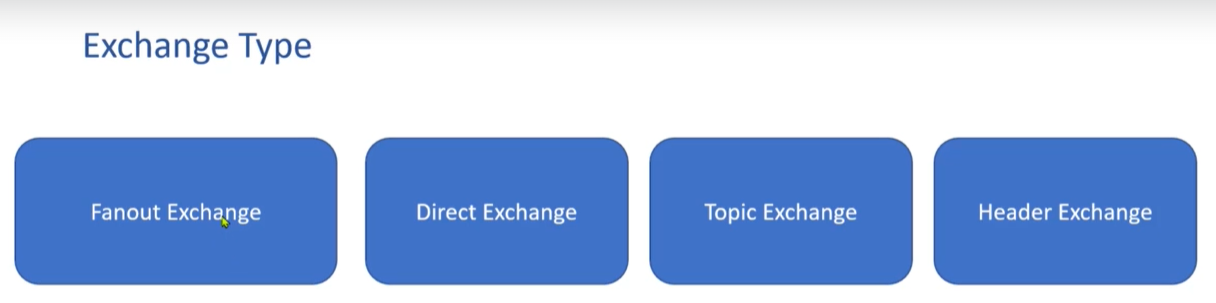 Exchange Type
Fanout Exchange
Direct Exchange
Topic Exchange
Header Exchange